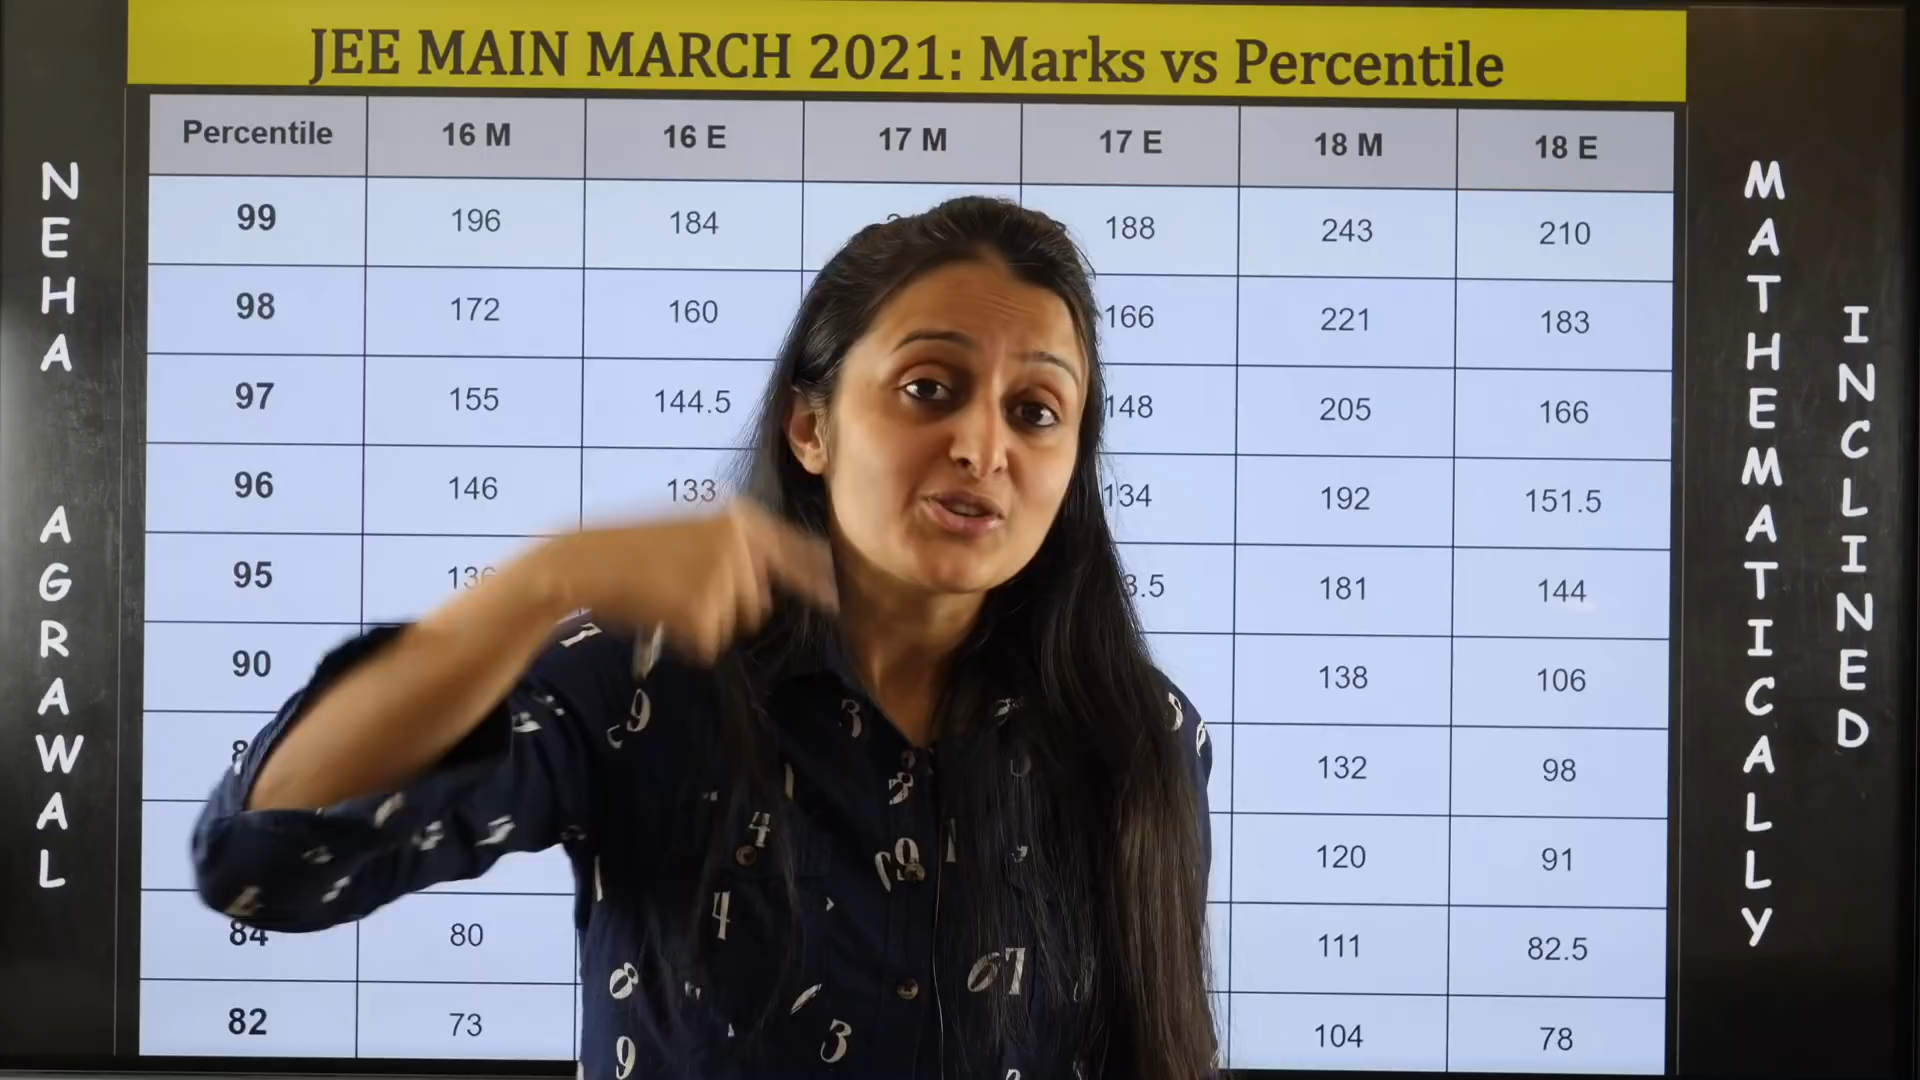 JEE MAIN MARCH 2021: Marks vs Percentile
NEHA AGRAWAL
MATHEMATICALLY
INCLINED
Percentile 16 M 16 E 17 M 17 E 18 M 18 E
99 196 184 188 243 210
98 172 160 166 221 183
97 155 144.5 148 205 166
96 146 133 134 192 151.5
95 181 144
90 138 106
132 98
120 91
84 80 111 82.5
82 73 104 78